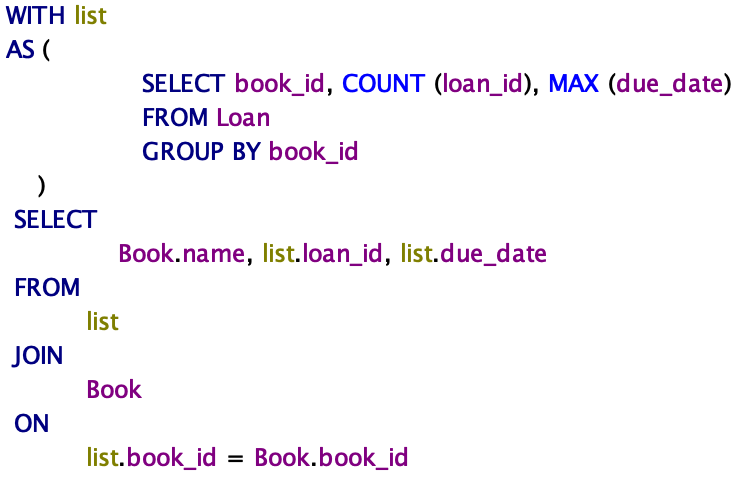 WITH list
AS (
SELECT book_id, COUNT (loan_id), MAX (due_date)
FROM Loan
GROUP BY book_id
)
SELECT
Book.name, list.loan_id, list.due_date
FROM
list
JOIN
Book
ON
list.book_id = Book.book_id